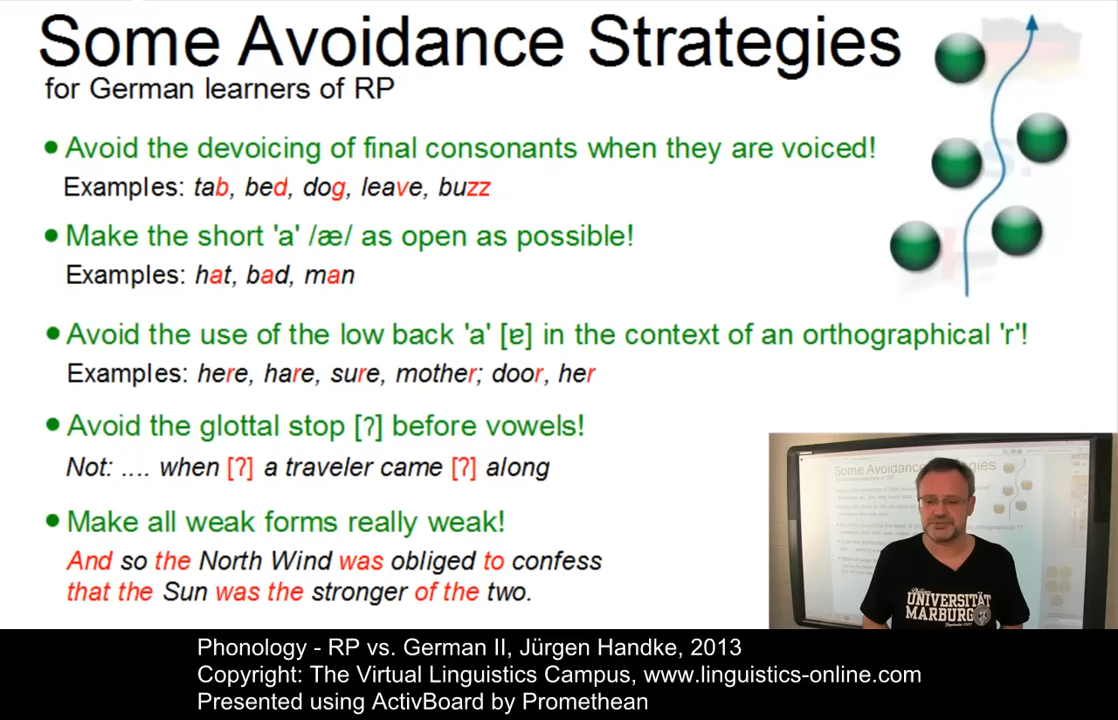 Some Avoidance Strategies
for German learners of RP
• Avoid the devoicing of final consonants when they are voiced!
Examples: tab, bed, dog, leave, buzz
• Make the short 'a' /æ/ as open as possible!
Examples: hat, bad, man
• Avoid the use of the low back 'a' [ɐ] in the context of an orthographical 'r'!
Examples: here, hare, sure, mother; door, her
• Avoid the glottal stop [ʔ] before vowels!
Not: .... when [ʔ] a traveler came [ʔ] along
• Make all weak forms really weak!
And so the North Wind was obliged to confess
that the Sun was the stronger of the two.
Some Avoidance Strategies
UNIVERSITÄT
MARBURG
Phonology - RP vs. German II, Jürgen Handke, 2013
Copyright: The Virtual Linguistics Campus, www.linguistics-online.com
Presented using ActivBoard by Promethean